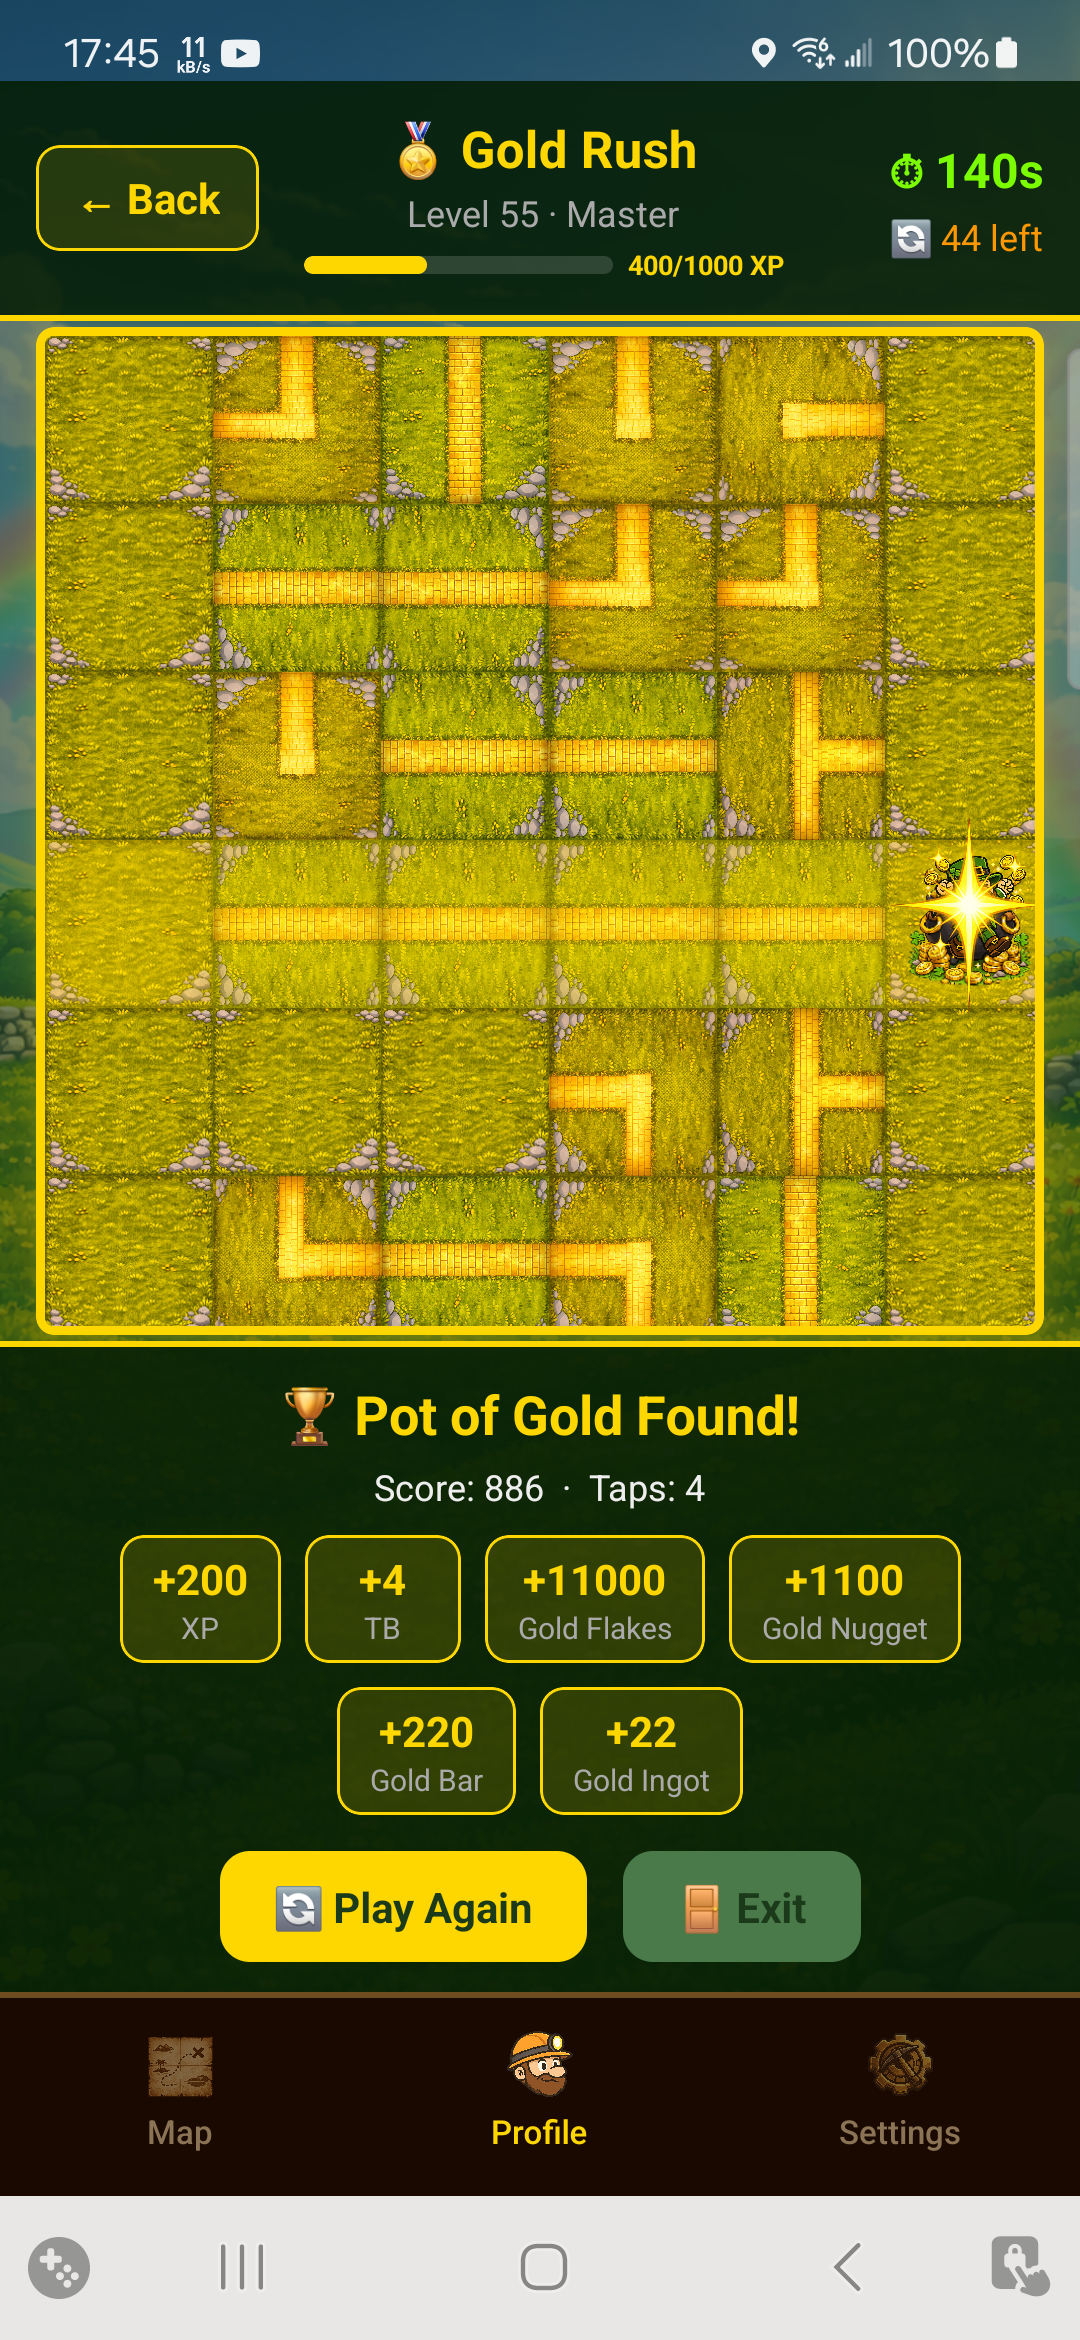 17:45 11 kB/s 6 100%
← Back
Gold Rush
Level 55 · Master
400/1000 XP
140s
44 left
Pot of Gold Found!
Score: 886 · Taps: 4
+200
XP
+4
TB
+11000
Gold Flakes
+1100
Gold Nugget
+220
Gold Bar
+22
Gold Ingot
Play Again
Exit
Map
Profile
Settings